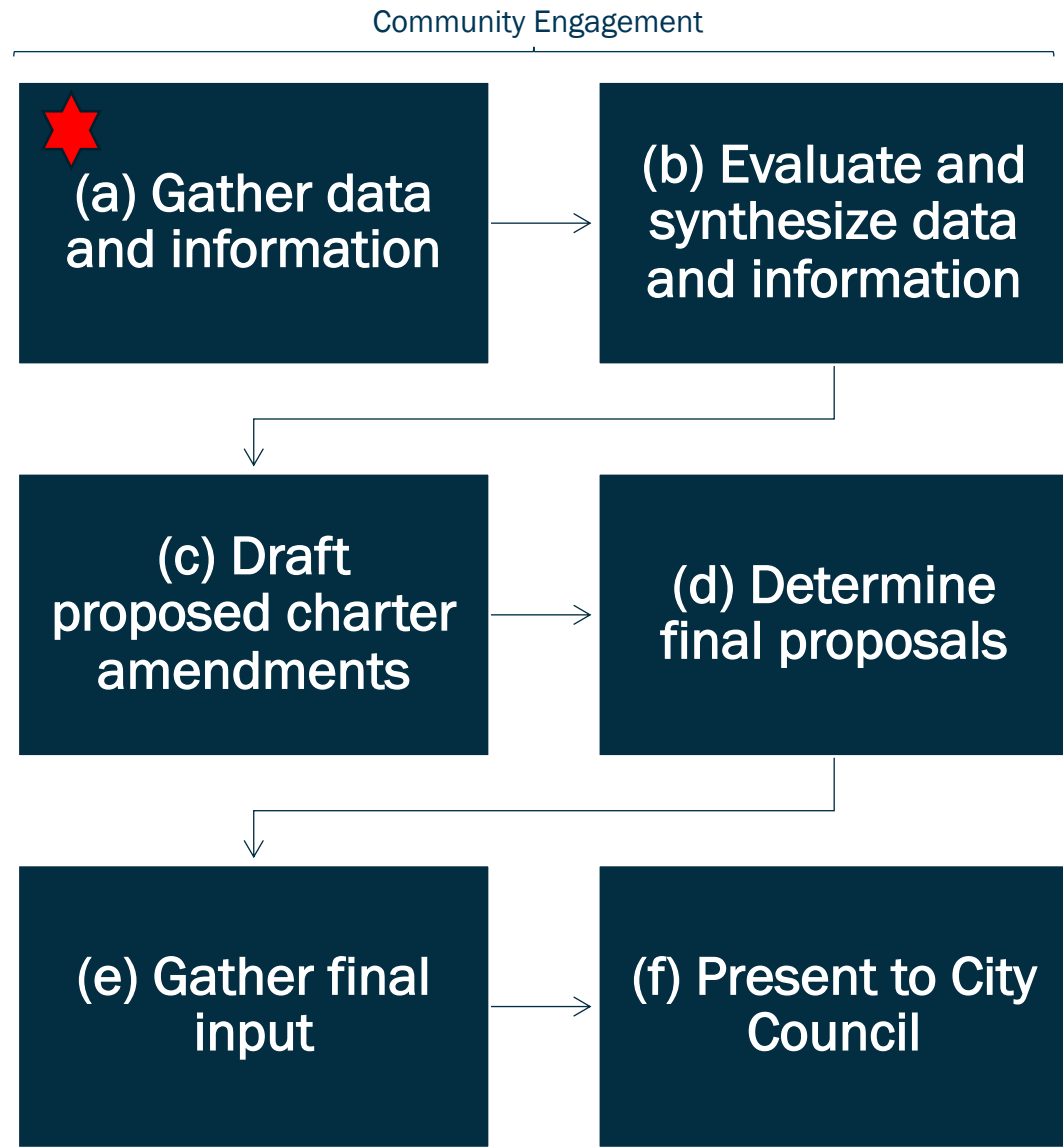 Community Engagement
(a) Gather data
and information
(b) Evaluate and
synthesize data
and information
(c) Draft
proposed charter
amendments
(d) Determine
final proposals
(e) Gather final
input
(f) Present to City
Council